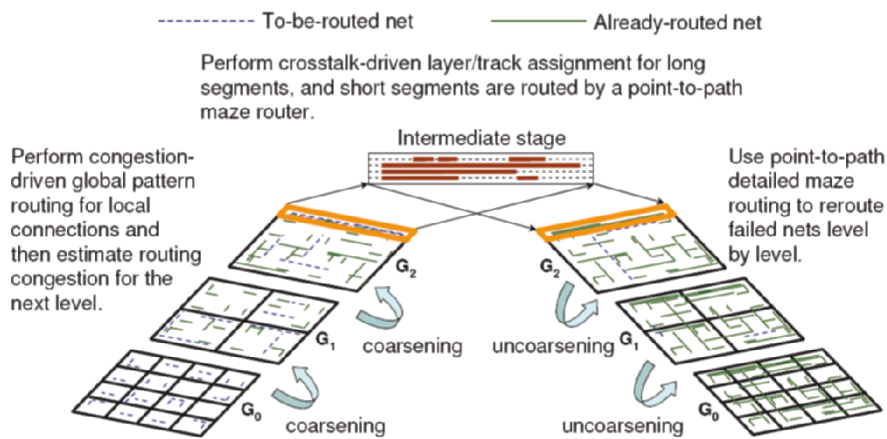 To-be-routed net
Already-routed net
Perform crosstalk-driven layer/track assignment for long
segments, and short segments are routed by a point-to-path
maze router.
Intermediate stage
Perform congestion-
driven global pattern
routing for local
connections and
then estimate routing
congestion for the
next level.
Use point-to-path
detailed maze
routing to reroute
failed nets level
by level.
G2
G2
G1
coarsening
uncoarsening
G1
G0
coarsening
uncoarsening
G0